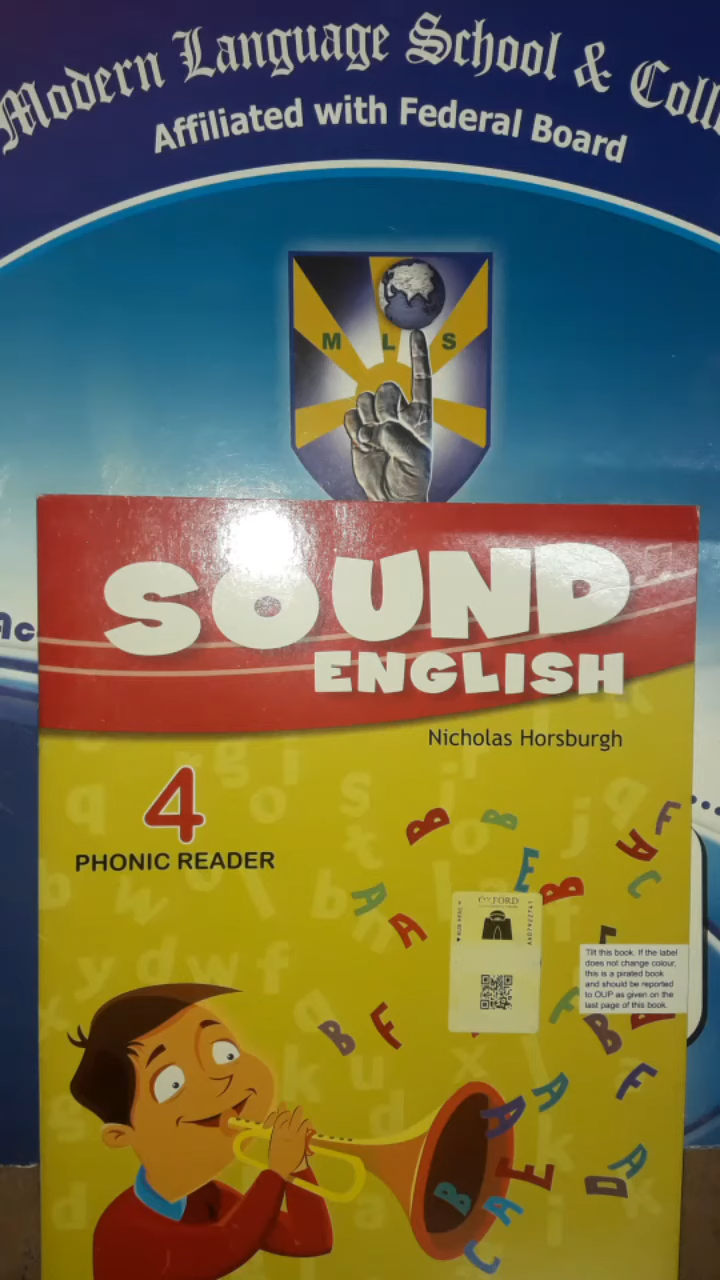 Modern Language School & Coll
Affiliated with Federal Board
M L S
SOUND
ENGLISH
Nicholas Horsburgh
4
PHONIC READER
OXFORD
Tilt this book. If the label
does not change colour,
this is a pirated book
and should be reported
to OUP as given on the
last page of this book.